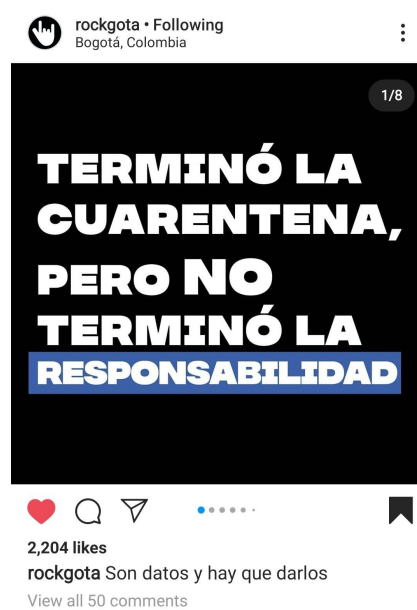 rockgota • Following
Bogotá, Colombia
1/8
TERMINÓ LA
CUARENTENA,
PERO NO
TERMINÓ LA
RESPONSABILIDAD
2,204 likes
rockgota Son datos y hay que darlos
View all 50 comments